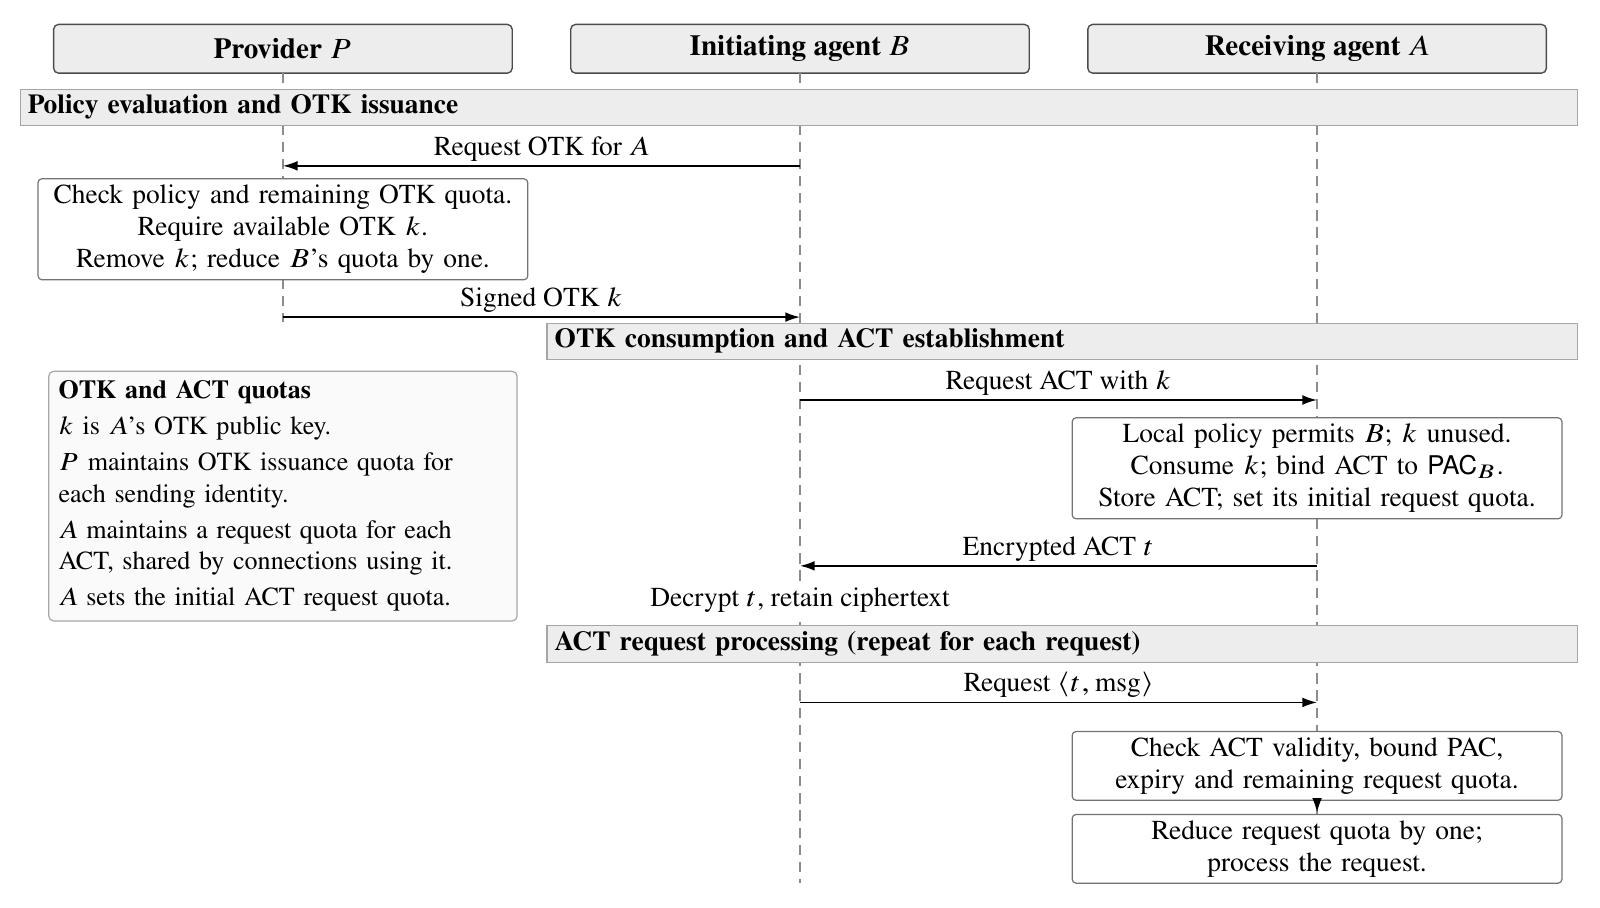 Provider P
Initiating agent B
Receiving agent A
Policy evaluation and OTK issuance
Request OTK for A
Check policy and remaining OTK quota.
Require available OTK k.
Remove k; reduce B’s quota by one.
Signed OTK k
OTK consumption and ACT establishment
OTK and ACT quotas
k is A’s OTK public key.
P maintains OTK issuance quota for
each sending identity.
A maintains a request quota for each
ACT, shared by connections using it.
A sets the initial ACT request quota.
Request ACT with k
Local policy permits B; k unused.
Consume k; bind ACT to PAC_B.
Store ACT; set its initial request quota.
Encrypted ACT t
Decrypt t, retain ciphertext
ACT request processing (repeat for each request)
Request ⟨t, msg⟩
Check ACT validity, bound PAC,
expiry and remaining request quota.
Reduce request quota by one;
process the request.